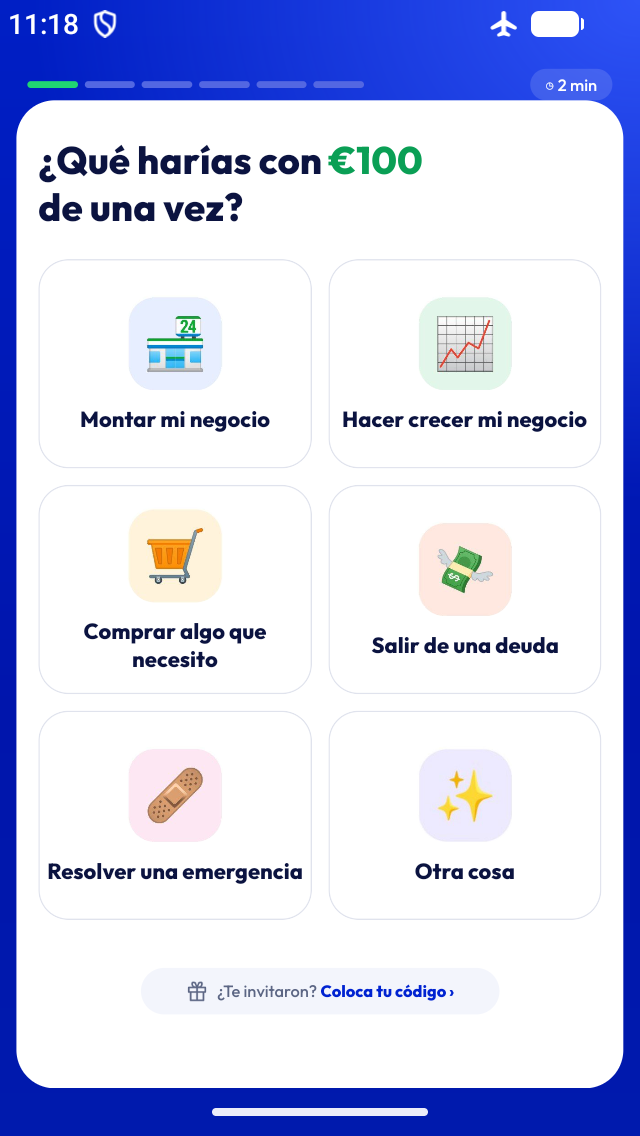 11:18
2 min
¿Qué harías con €100
de una vez?
24
Montar mi negocio
Hacer crecer mi negocio
Comprar algo que
necesito
Salir de una deuda
Resolver una emergencia
Otra cosa
¿Te invitaron? Coloca tu código ›